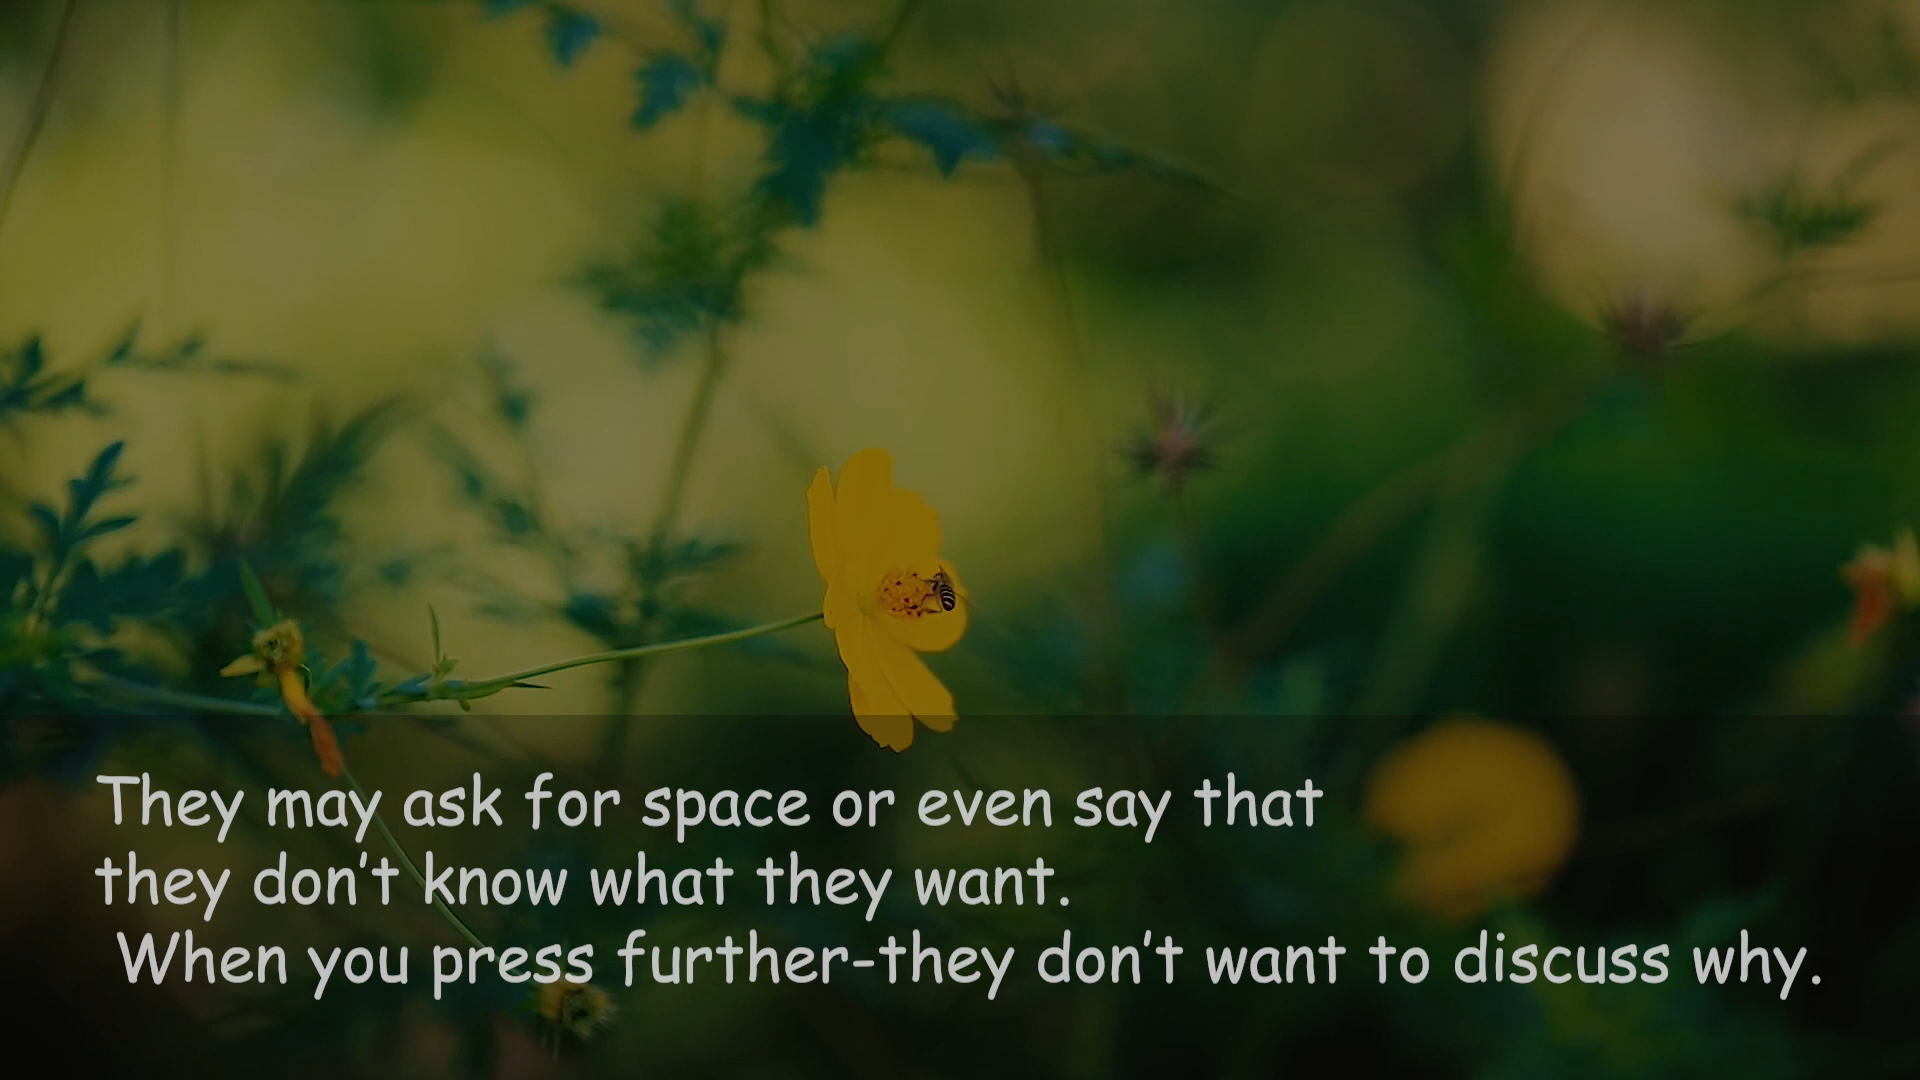 They may ask for space or even say that
they don’t know what they want.
When you press further-they don’t want to discuss why.